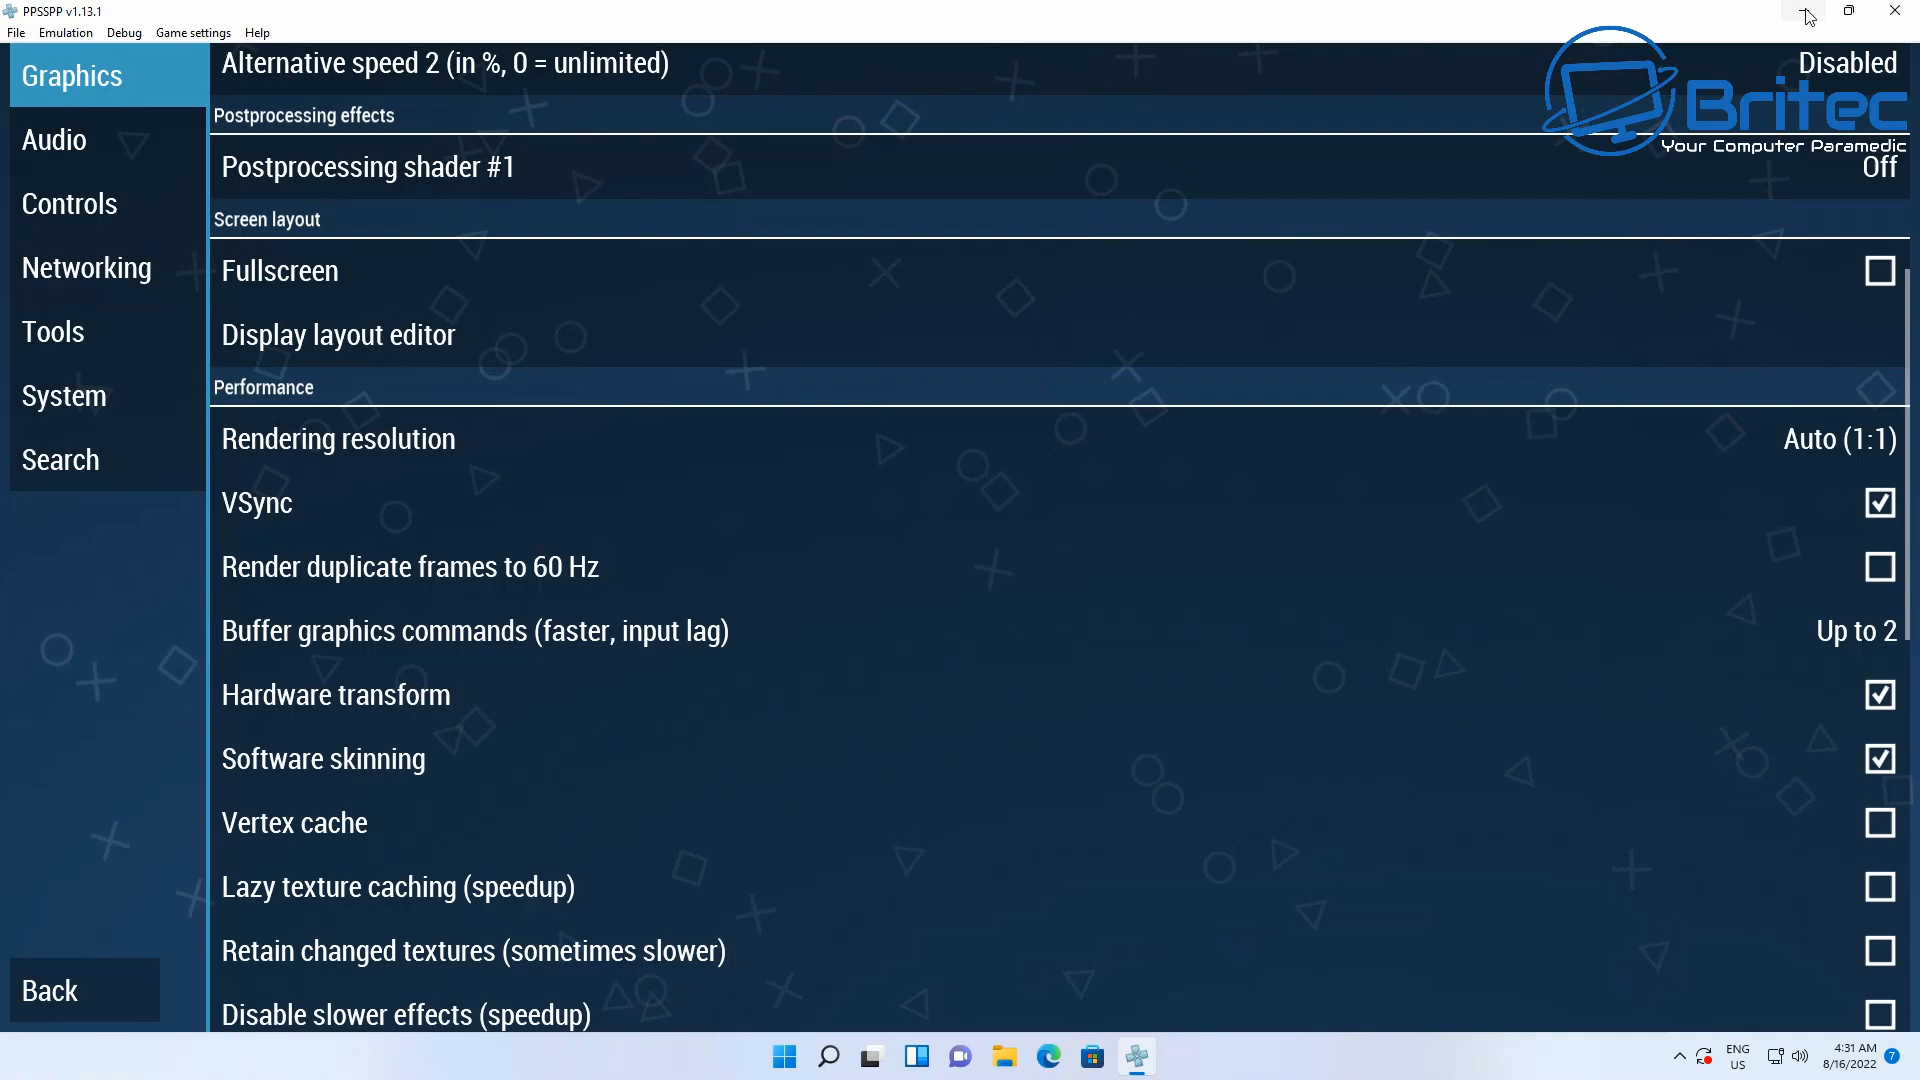 PPSSPP v1.13.1
File Emulation Debug Game settings Help
Graphics
Audio
Controls
Networking
Tools
System
Search
Back
Alternative speed 2 (in %, 0 = unlimited) Disabled
Postprocessing effects
Postprocessing shader #1 Off
Screen layout
Fullscreen
Display layout editor
Performance
Rendering resolution Auto (1:1)
VSync
Render duplicate frames to 60 Hz
Buffer graphics commands (faster, input lag) Up to 2
Hardware transform
Software skinning
Vertex cache
Lazy texture caching (speedup)
Retain changed textures (sometimes slower)
Disable slower effects (speedup)
Britec
Your Computer Paramedic
ENG
US
4:31 AM
8/16/2022
7